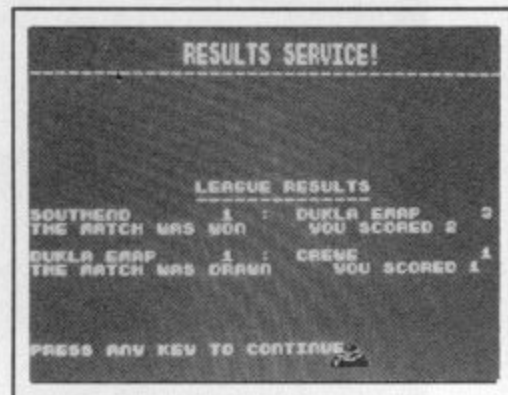 RESULTS SERVICE!
LEAGUE RESULTS
SOUTHEND 1 : DUKLA EMAP 3
THE MATCH WAS WON YOU SCORED 2
DUKLA EMAP 1 : CREWE 1
THE MATCH WAS DRAWN YOU SCORED 1
PRESS ANY KEY TO CONTINUE